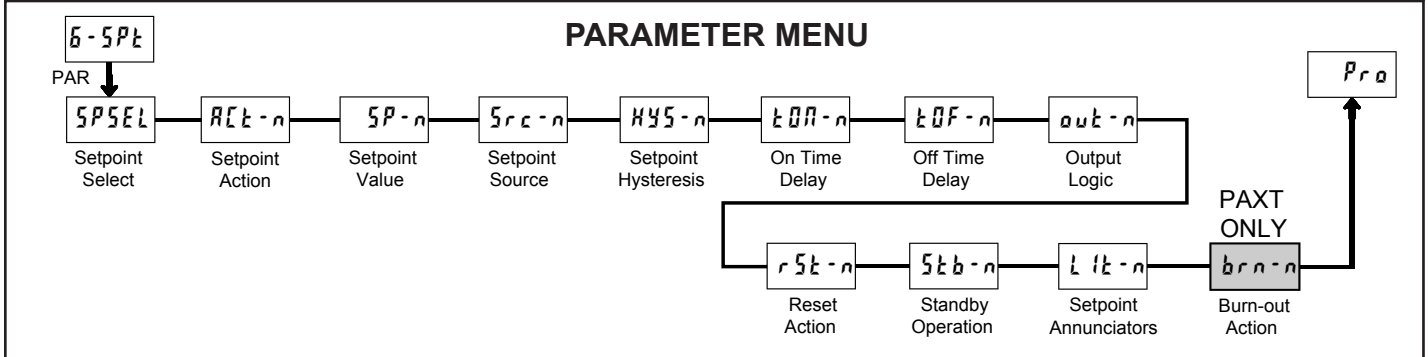 PARAMETER MENU
6-SPt
PAR
Pro
SPSEL
ACt-n
SP-n
Src-n
HYS-n
tON-n
tOF-n
out-n
Setpoint
Select
Setpoint
Action
Setpoint
Value
Setpoint
Source
Setpoint
Hysteresis
On Time
Delay
Off Time
Delay
Output
Logic
PAXT
ONLY
rSt-n
Stb-n
LIt-n
brn-n
Reset
Action
Standby
Operation
Setpoint
Annunciators
Burn-out
Action